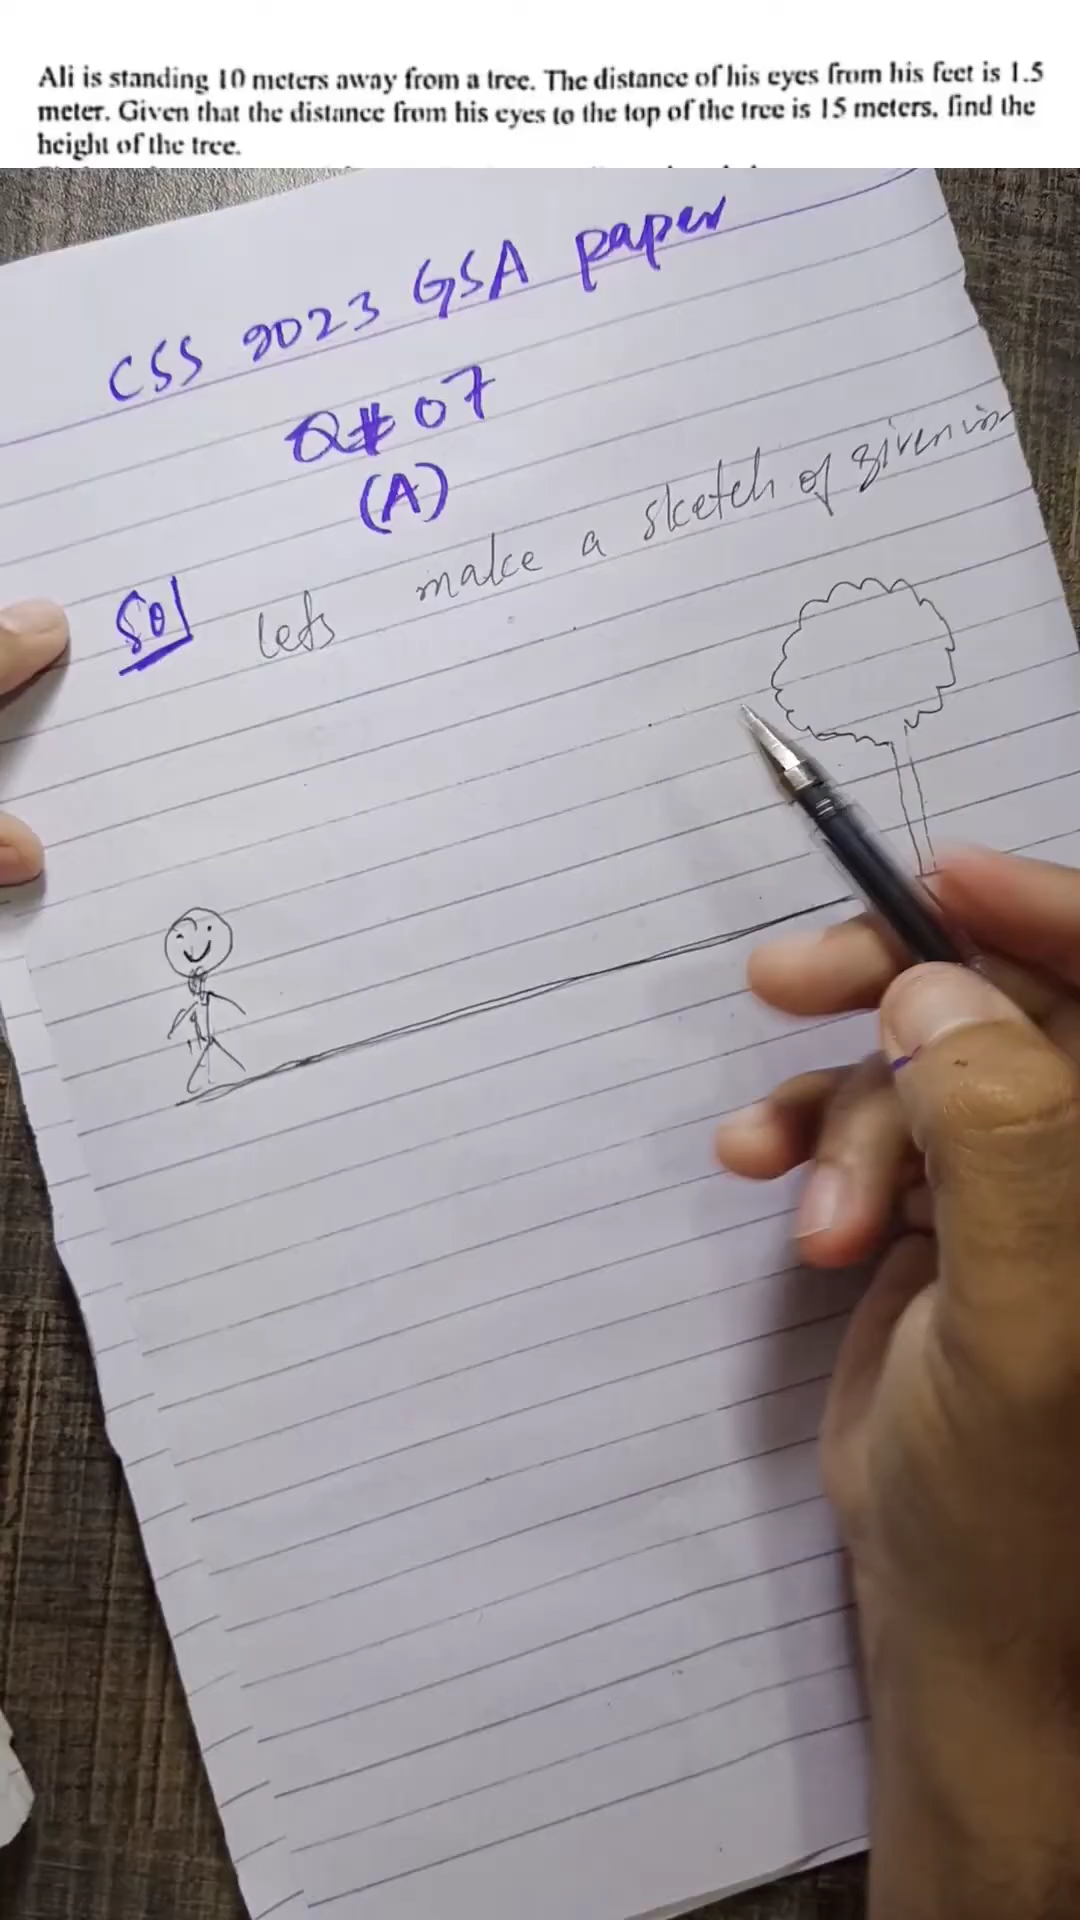 Ali is standing 10 meters away from a tree. The distance of his eyes from his feet is 1.5
meter. Given that the distance from his eyes to the top of the tree is 15 meters, find the
height of the tree.
CSS 2023 GSA paper
Q# 07
(A)
Sol lets make a sketch of given in